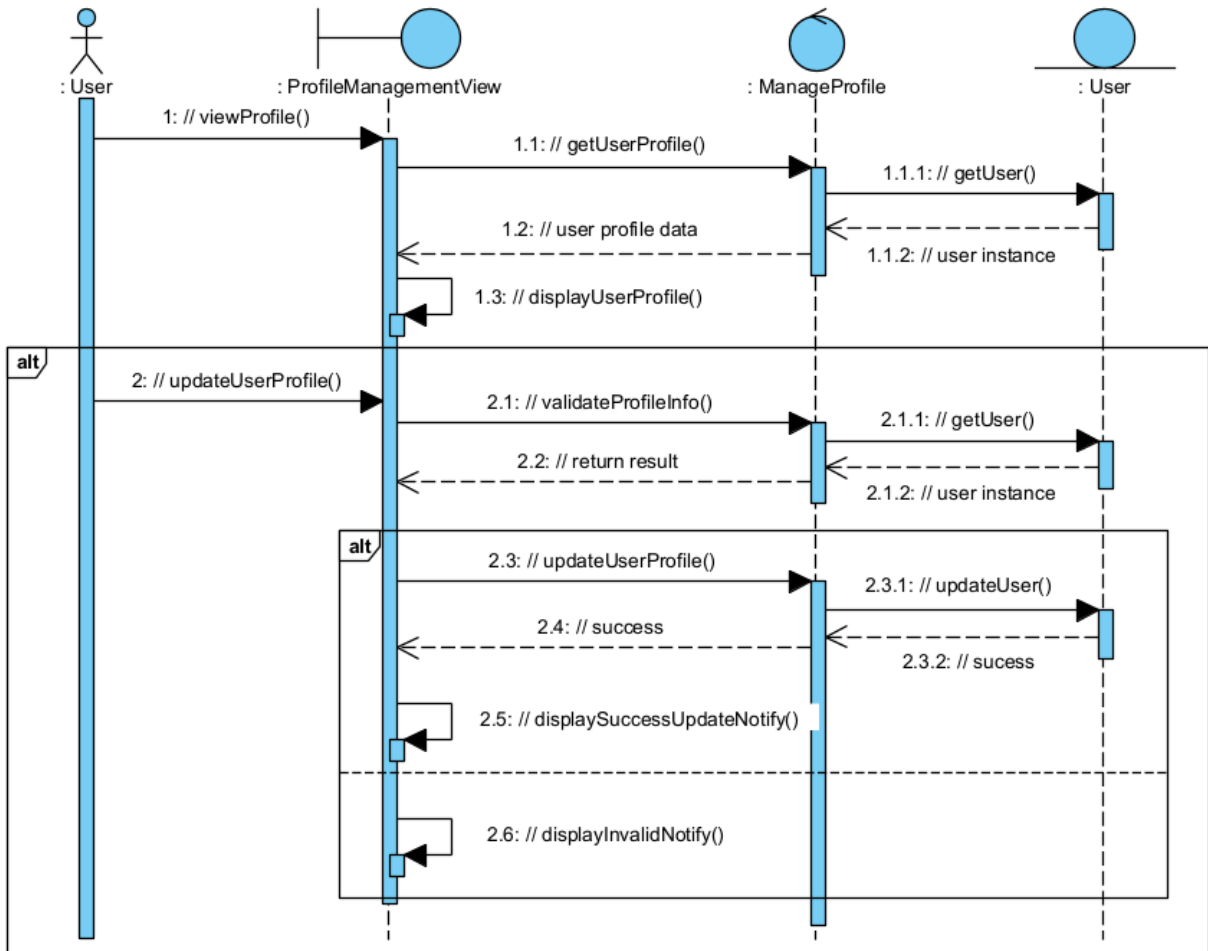 : User
: ProfileManagementView
: ManageProfile
: User
1: // viewProfile()
1.1: // getUserProfile()
1.1.1: // getUser()
1.2: // user profile data
1.1.2: // user instance
1.3: // displayUserProfile()
alt
2: // updateUserProfile()
2.1: // validateProfileInfo()
2.1.1: // getUser()
2.2: // return result
2.1.2: // user instance
alt
2.3: // updateUserProfile()
2.3.1: // updateUser()
2.4: // success
2.3.2: // sucess
2.5: // displaySuccessUpdateNotify()
2.6: // displayInvalidNotify()